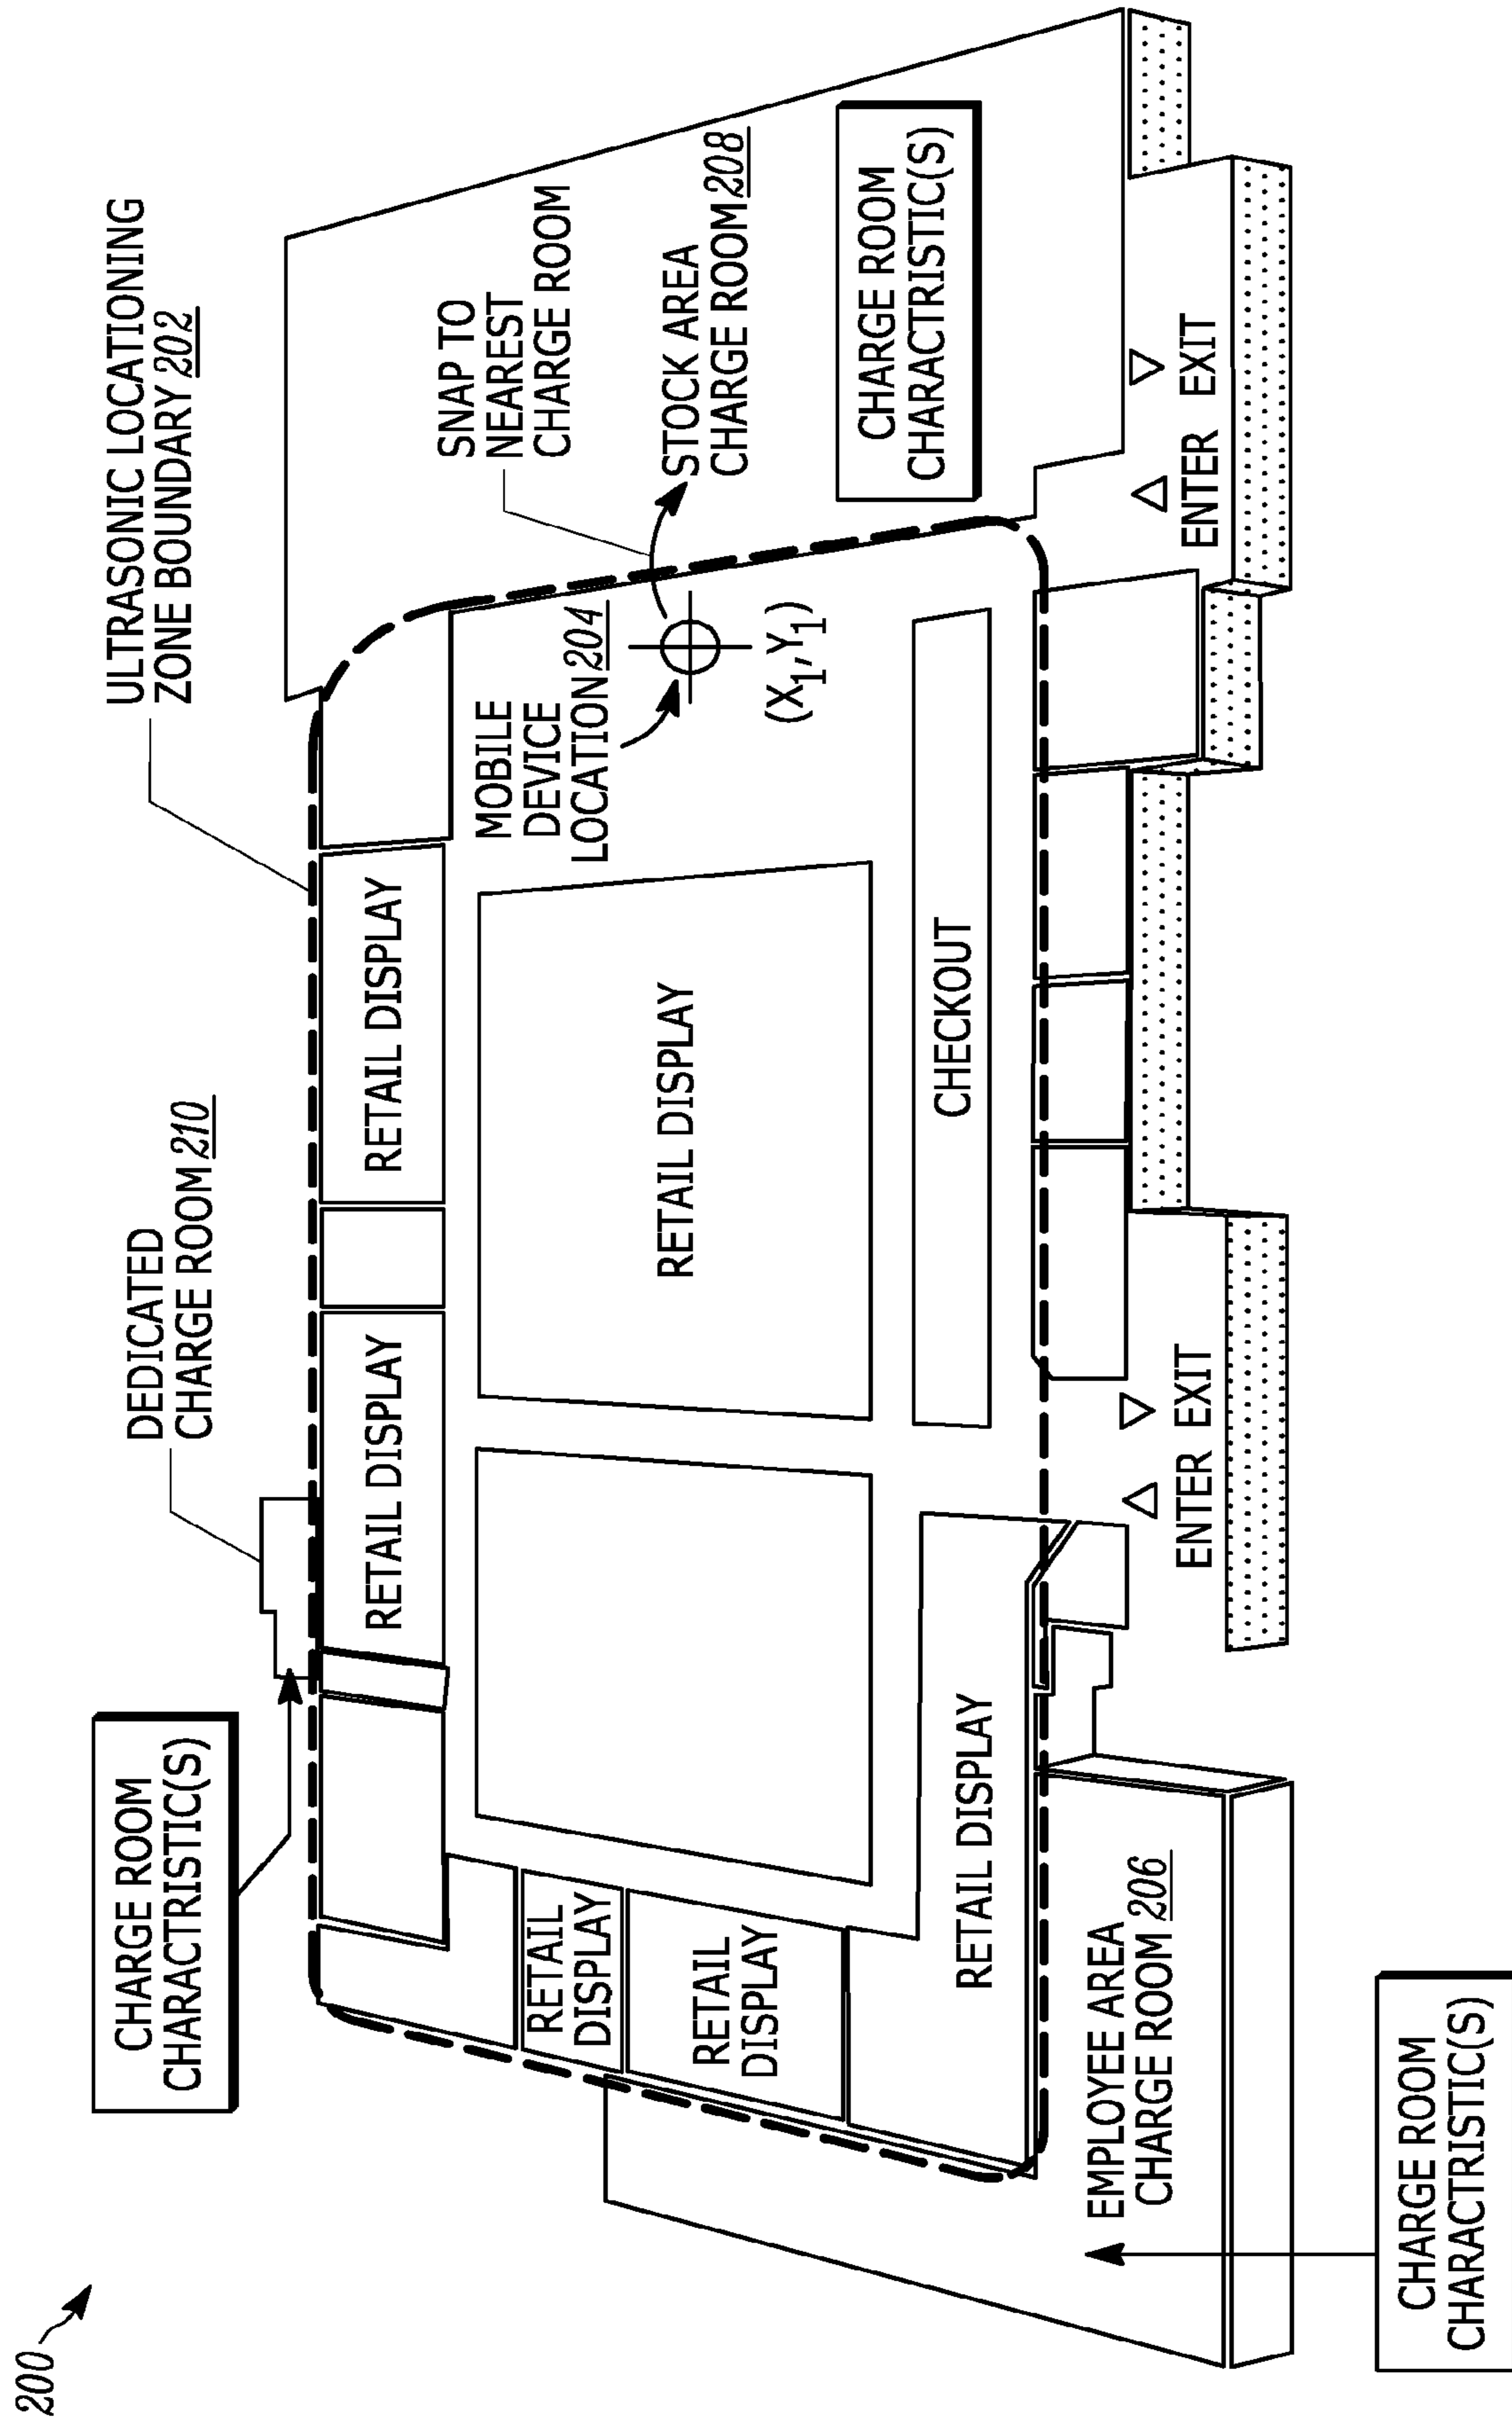 200
CHARGE ROOM
CHARACTRISTIC(S)
DEDICATED
CHARGE ROOM 210
ULTRASONIC LOCATIONING
ZONE BOUNDARY 202
RETAIL DISPLAY
RETAIL DISPLAY
SNAP TO
NEAREST
CHARGE ROOM
MOBILE
DEVICE
LOCATION 204
STOCK AREA
CHARGE ROOM 208
(X1,Y1)
RETAIL
DISPLAY
RETAIL
DISPLAY
RETAIL DISPLAY
CHARGE ROOM
CHARACTRISTIC(S)
RETAIL DISPLAY
CHECKOUT
EMPLOYEE AREA
CHARGE ROOM 206
ENTER EXIT
ENTER EXIT
CHARGE ROOM
CHARACTRISTIC(S)